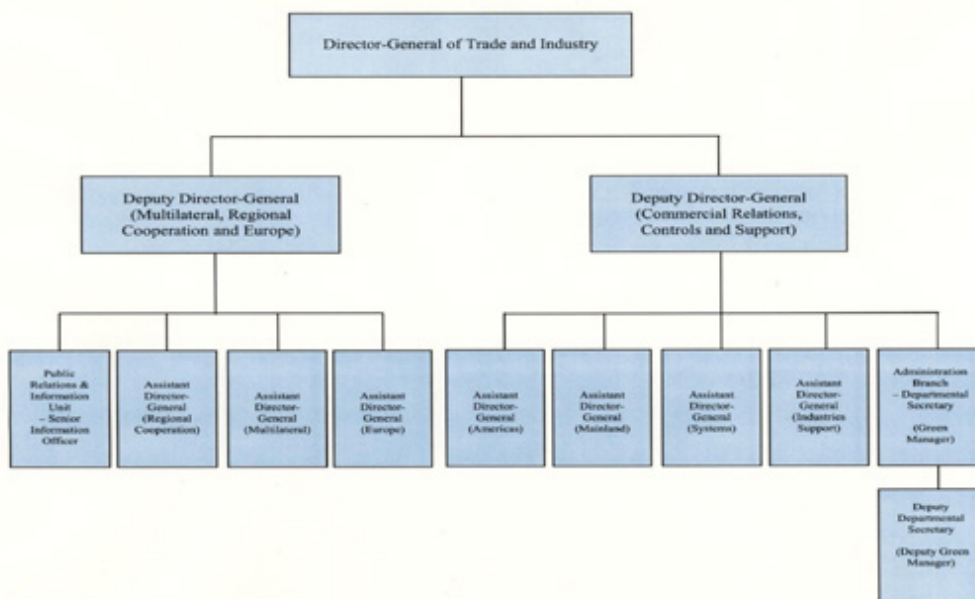 Director-General of Trade and Industry
Deputy Director-General
(Multilateral, Regional
Cooperation and Europe)
Deputy Director-General
(Commercial Relations,
Controls and Support)
Public
Relations &
Information
Unit
– Senior
Information
Officer
Assistant
Director-
General
(Regional
Cooperation)
Assistant
Director-
General
(Multilateral)
Assistant
Director-
General
(Europe)
Assistant
Director-
General
(Americas)
Assistant
Director-
General
(Mainland)
Assistant
Director-
General
(Systems)
Assistant
Director-
General
(Industries
Support)
Administration
Branch
– Departmental
Secretary
(Green
Manager)
Deputy
Departmental
Secretary
(Deputy Green
Manager)